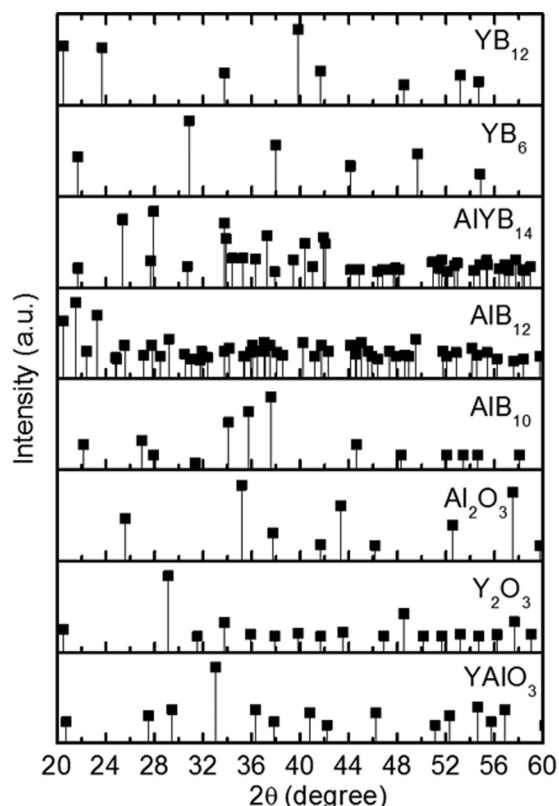 YB₁₂
YB₆
AlYB₁₄
AlB₁₂
AlB₁₀
Al₂O₃
Y₂O₃
YAlO₃
Intensity (a.u.)
20 24 28 32 36 40 44 48 52 56 60
2θ (degree)